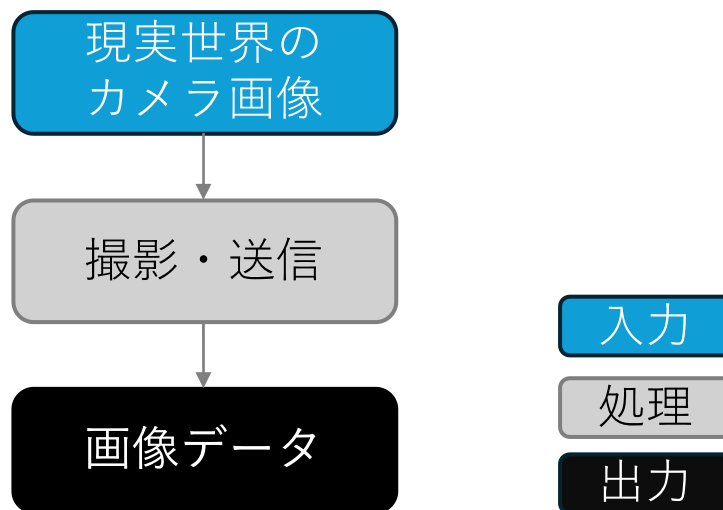 現実世界の
カメラ画像
撮影・送信
画像データ
入力
処理
出力